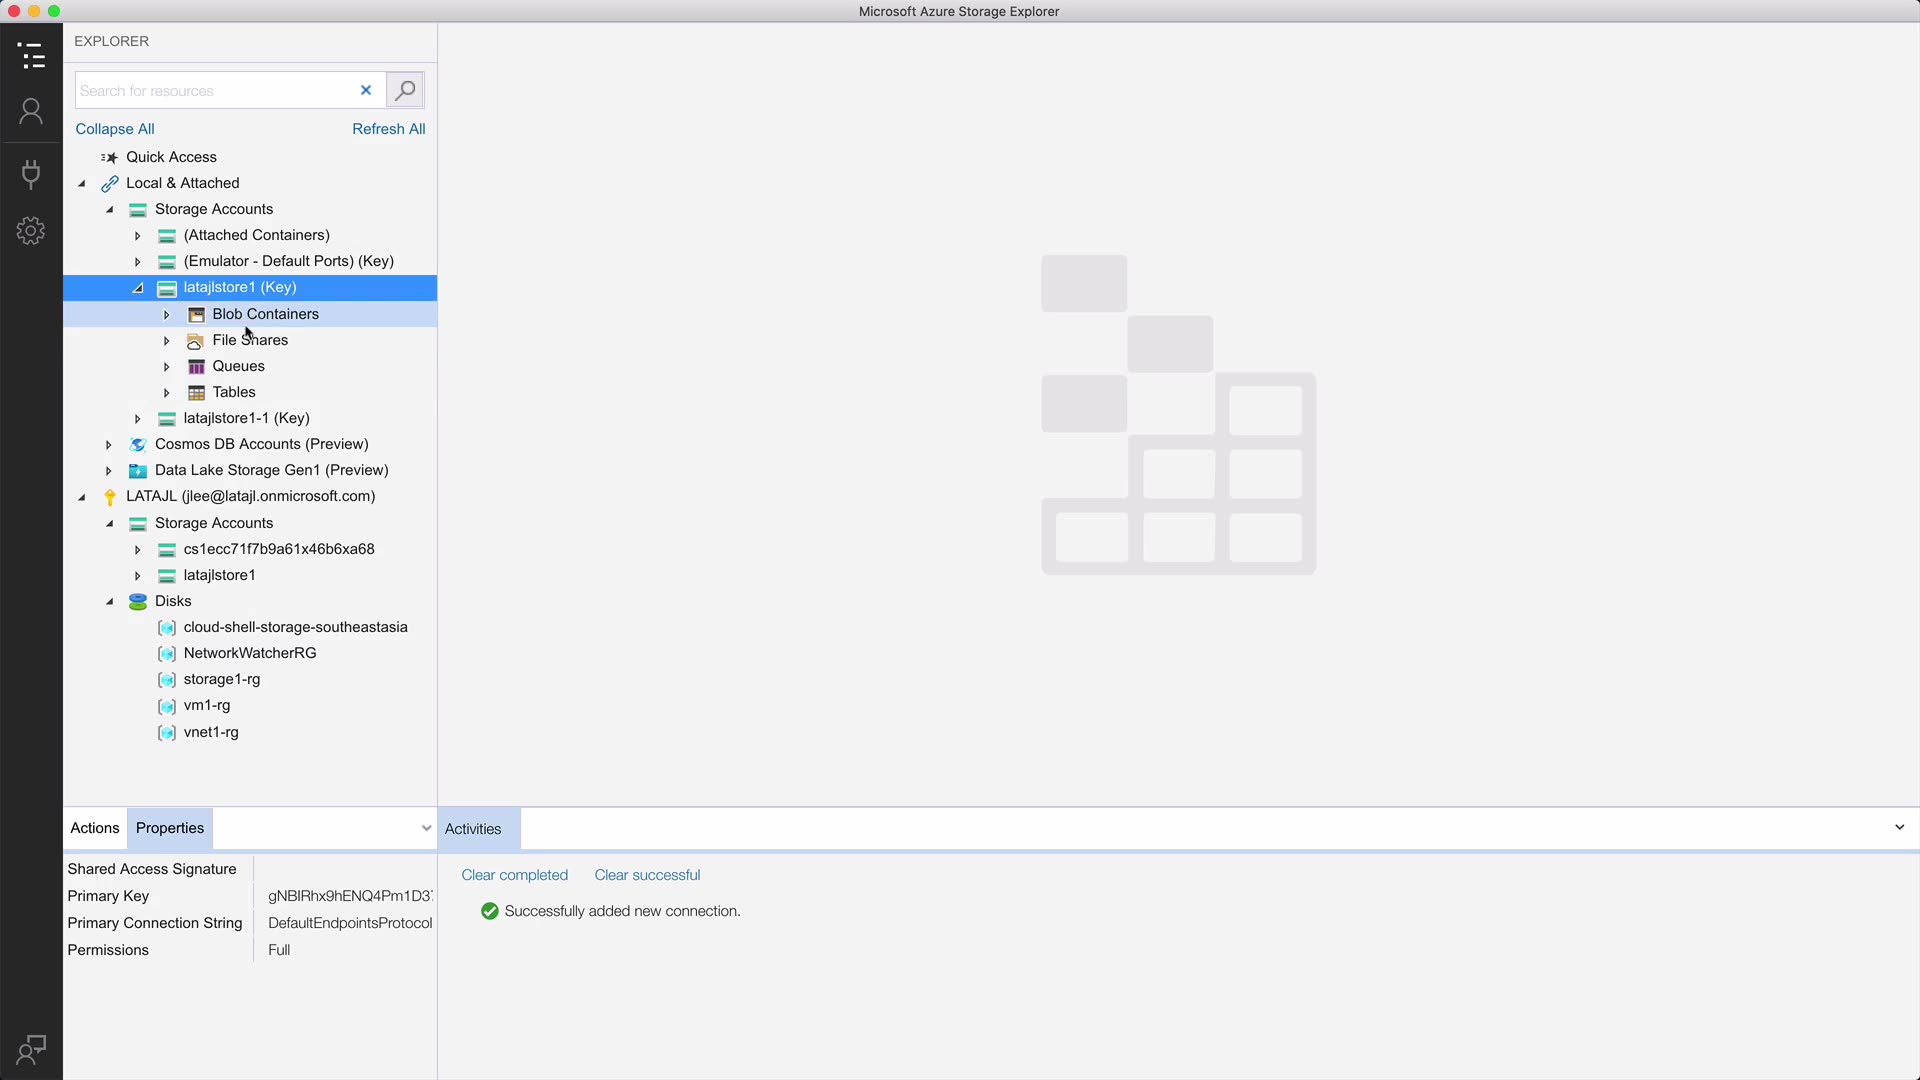 Microsoft Azure Storage Explorer
EXPLORER
Search for resources
Collapse All
Refresh All
Quick Access
Local & Attached
Storage Accounts
(Attached Containers)
(Emulator - Default Ports) (Key)
latajlstore1 (Key)
Blob Containers
File Shares
Queues
Tables
latajlstore1-1 (Key)
Cosmos DB Accounts (Preview)
Data Lake Storage Gen1 (Preview)
LATAJL (jlee@latajl.onmicrosoft.com)
Storage Accounts
cs1ecc71f7b9a61x46b6xa68
latajlstore1
Disks
cloud-shell-storage-southeastasia
NetworkWatcherRG
storage1-rg
vm1-rg
vnet1-rg
Actions
Properties
Activities
Shared Access Signature
Primary Key
gNBIRhx9hENQ4Pm1D3
Primary Connection String
DefaultEndpointsProtocol
Permissions
Full
Clear completed
Clear successful
Successfully added new connection.